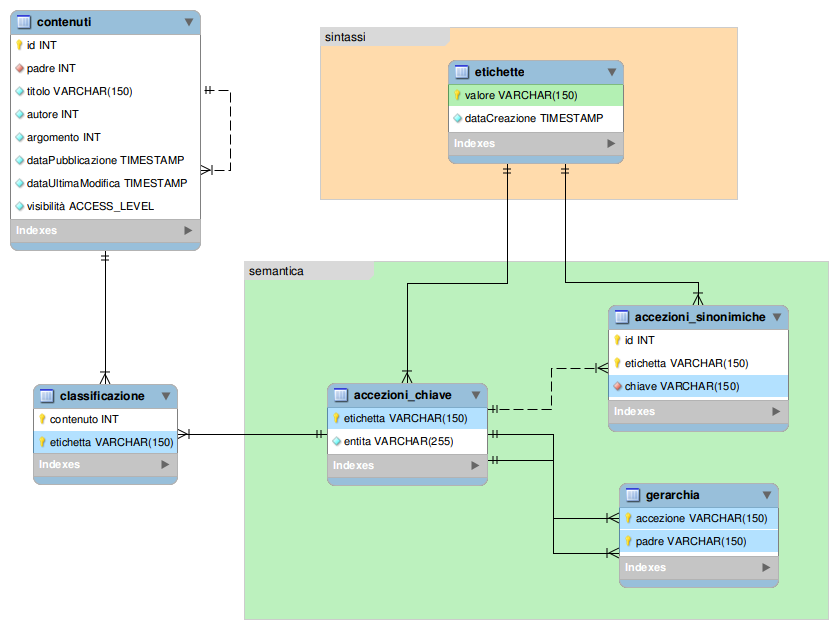 contenuti
id INT
padre INT
titolo VARCHAR(150)
autore INT
argomento INT
dataPubblicazione TIMESTAMP
dataUltimaModifica TIMESTAMP
visibilità ACCESS_LEVEL
Indexes
sintassi
etichette
valore VARCHAR(150)
dataCreazione TIMESTAMP
Indexes
semantica
classificazione
contenuto INT
etichetta VARCHAR(150)
Indexes
accezioni_chiave
etichetta VARCHAR(150)
entita VARCHAR(255)
Indexes
accezioni_sinonimiche
id INT
etichetta VARCHAR(150)
chiave VARCHAR(150)
Indexes
gerarchia
accezione VARCHAR(150)
padre VARCHAR(150)
Indexes